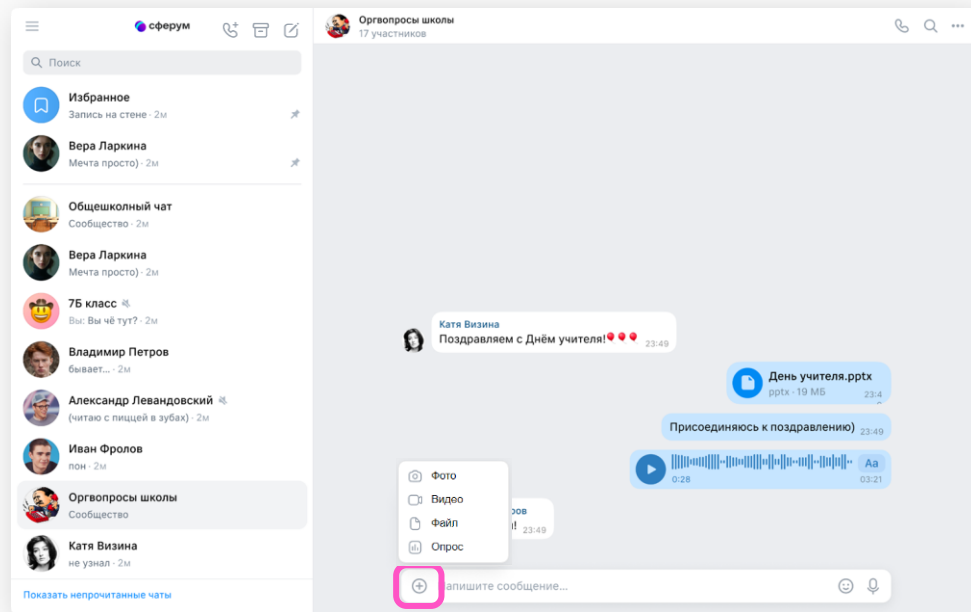 сферум
Поиск
Избранное
Запись на стене · 2м
Вера Ларкина
Мечта просто) · 2м
Общешкольный чат
Сообщество · 2м
Вера Ларкина
Мечта просто) · 2м
7Б класс
Вы: Вы чё тут? · 2м
Владимир Петров
бывает... · 2м
Александр Левандовский
(читаю с пиццей в зубах) · 2м
Иван Фролов
пон · 2м
Оргвопросы школы
Сообщество
Катя Визина
не узнал · 2м
Показать непрочитанные чаты
Оргвопросы школы
17 участников
Катя Визина
Поздравляем с Днём учителя!
23:49
День учителя.pptx
pptx · 19 МБ
23:4
Присоединяюсь к поздравлению)
23:49
Aa
0:28
03:21
ров
! 23:49
Фото
Видео
Файл
Опрос
апишите сообщение...